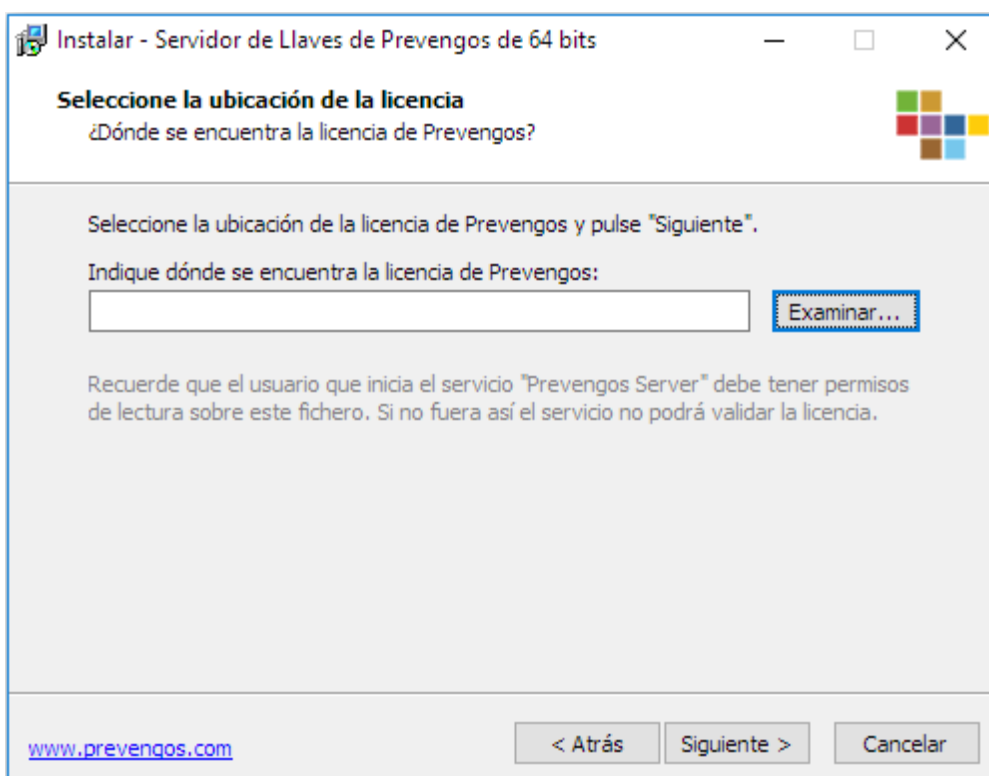 Instalar - Servidor de Llaves de Prevengos de 64 bits
Seleccione la ubicación de la licencia
¿Dónde se encuentra la licencia de Prevengos?
Seleccione la ubicación de la licencia de Prevengos y pulse "Siguiente".
Indique dónde se encuentra la licencia de Prevengos:
Examinar...
Recuerde que el usuario que inicia el servicio "Prevengos Server" debe tener permisos
de lectura sobre este fichero. Si no fuera así el servicio no podrá validar la licencia.
www.prevengos.com
< Atrás
Siguiente >
Cancelar